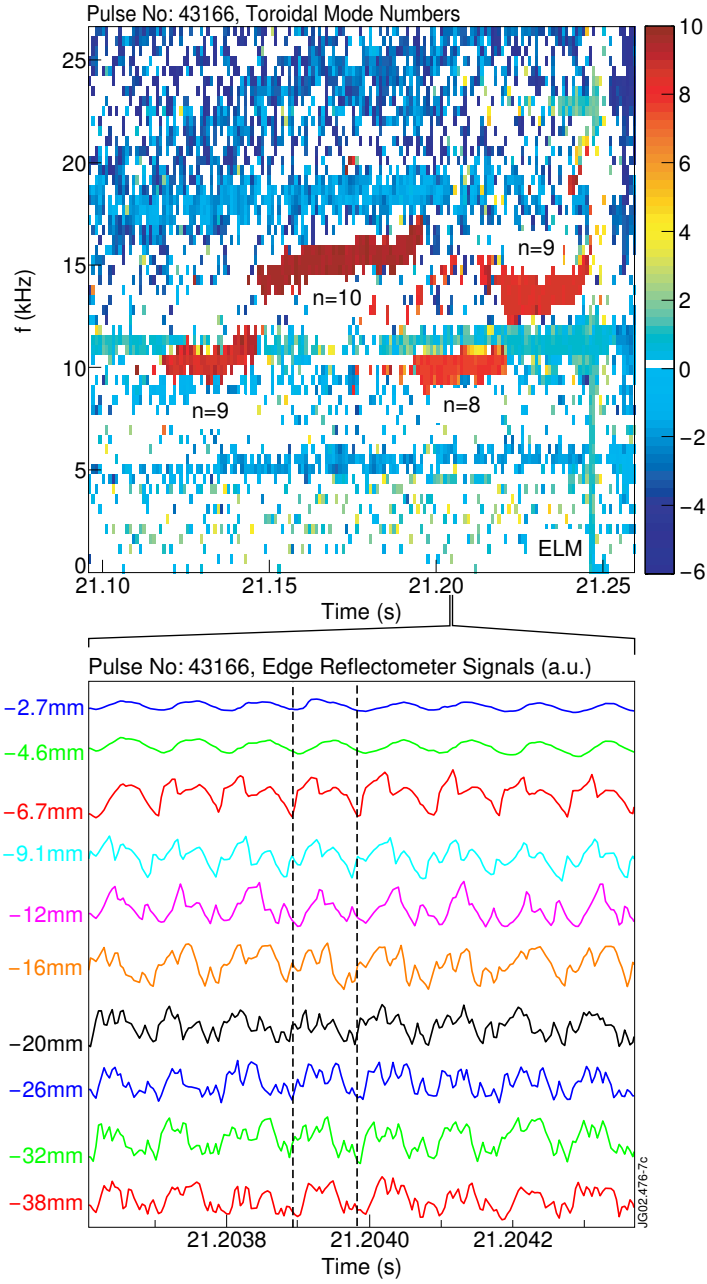 Pulse No: 43166, Toroidal Mode Numbers
f (kHz)
25
20
15
10
5
0
n=9
n=10
n=9
n=8
ELM
10
8
6
4
2
0
−2
−4
−6
21.10
21.15
21.20
21.25
Time (s)
Pulse No: 43166, Edge Reflectometer Signals (a.u.)
−2.7mm
−4.6mm
−6.7mm
−9.1mm
−12mm
−16mm
−20mm
−26mm
−32mm
−38mm
JG02.476-7c
21.2038
21.2040
21.2042
Time (s)